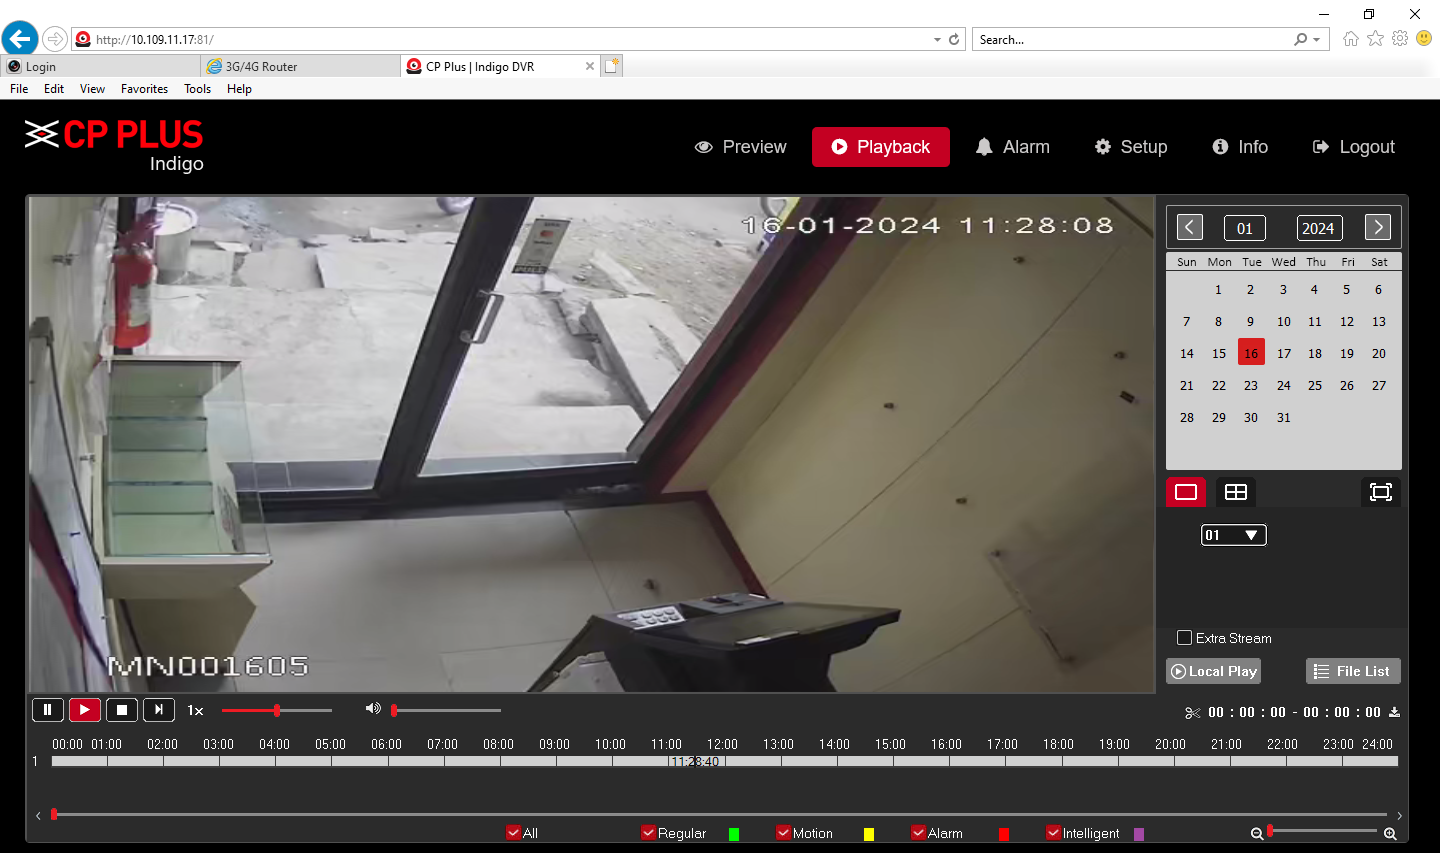 http://10.109.11.17:81/
Search...
Login
3G/4G Router
CP Plus | Indigo DVR
File Edit View Favorites Tools Help
CP PLUS
Indigo
Preview Playback Alarm Setup Info Logout
16-01-2024 11:28:08
MN001605
01 2024
Sun Mon Tue Wed Thu Fri Sat
1 2 3 4 5 6
7 8 9 10 11 12 13
14 15 16 17 18 19 20
21 22 23 24 25 26 27
28 29 30 31
01
Extra Stream
Local Play File List
1x
00 : 00 : 00 - 00 : 00 : 00
00:00 01:00 02:00 03:00 04:00 05:00 06:00 07:00 08:00 09:00 10:00 11:00 12:00 13:00 14:00 15:00 16:00 17:00 18:00 19:00 20:00 21:00 22:00 23:00 24:00
1
11:28:40
All Regular Motion Alarm Intelligent